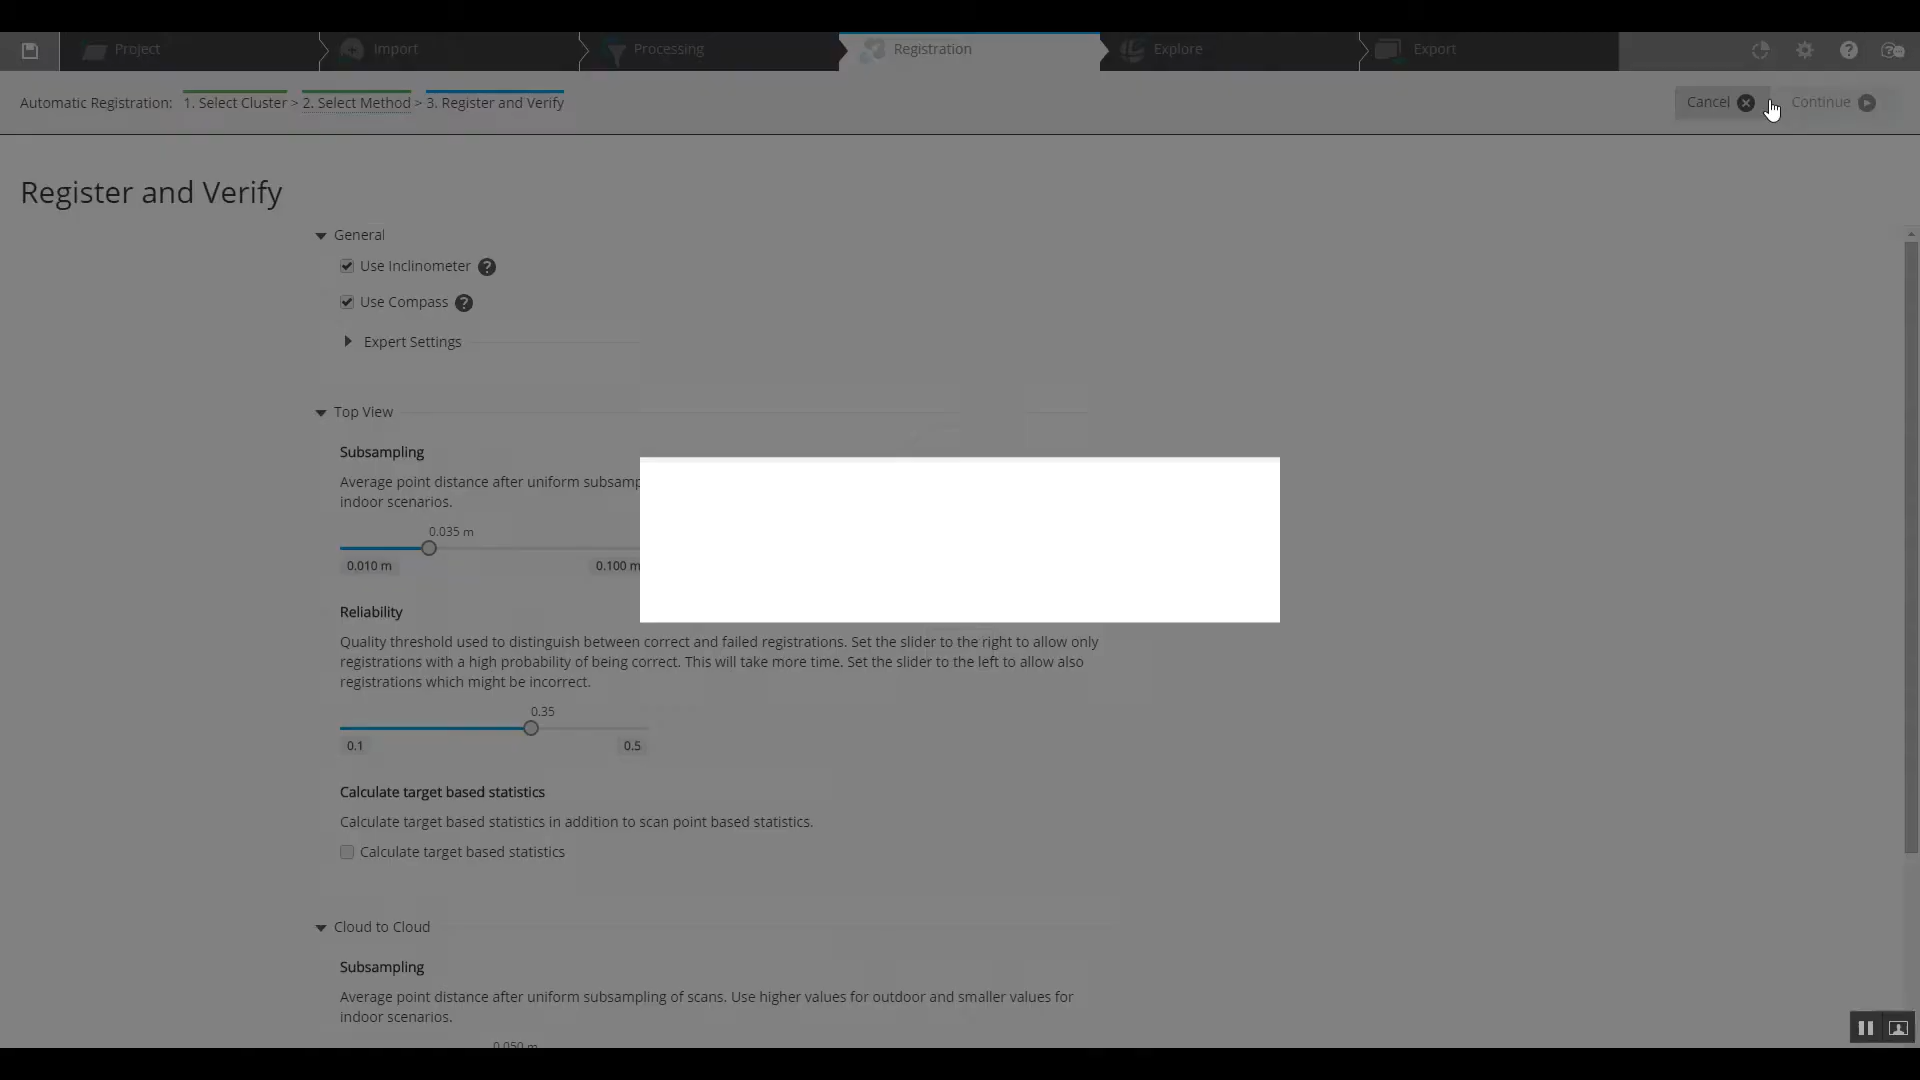 Project
Import
Processing
Registration
Explore
Export
Automatic Registration: 1. Select Cluster > 2. Select Method > 3. Register and Verify
Cancel
Continue
Register and Verify
General
Use Inclinometer
Use Compass
Expert Settings
Top View
Subsampling
Average point distance after uniform subsamp
indoor scenarios.
0.035 m
0.010 m
0.100 m
Reliability
Quality threshold used to distinguish between correct and failed registrations. Set the slider to the right to allow only
registrations with a high probability of being correct. This will take more time. Set the slider to the left to allow also
registrations which might be incorrect.
0.35
0.1
0.5
Calculate target based statistics
Calculate target based statistics in addition to scan point based statistics.
Calculate target based statistics
Cloud to Cloud
Subsampling
Average point distance after uniform subsampling of scans. Use higher values for outdoor and smaller values for
indoor scenarios.
0.050 m